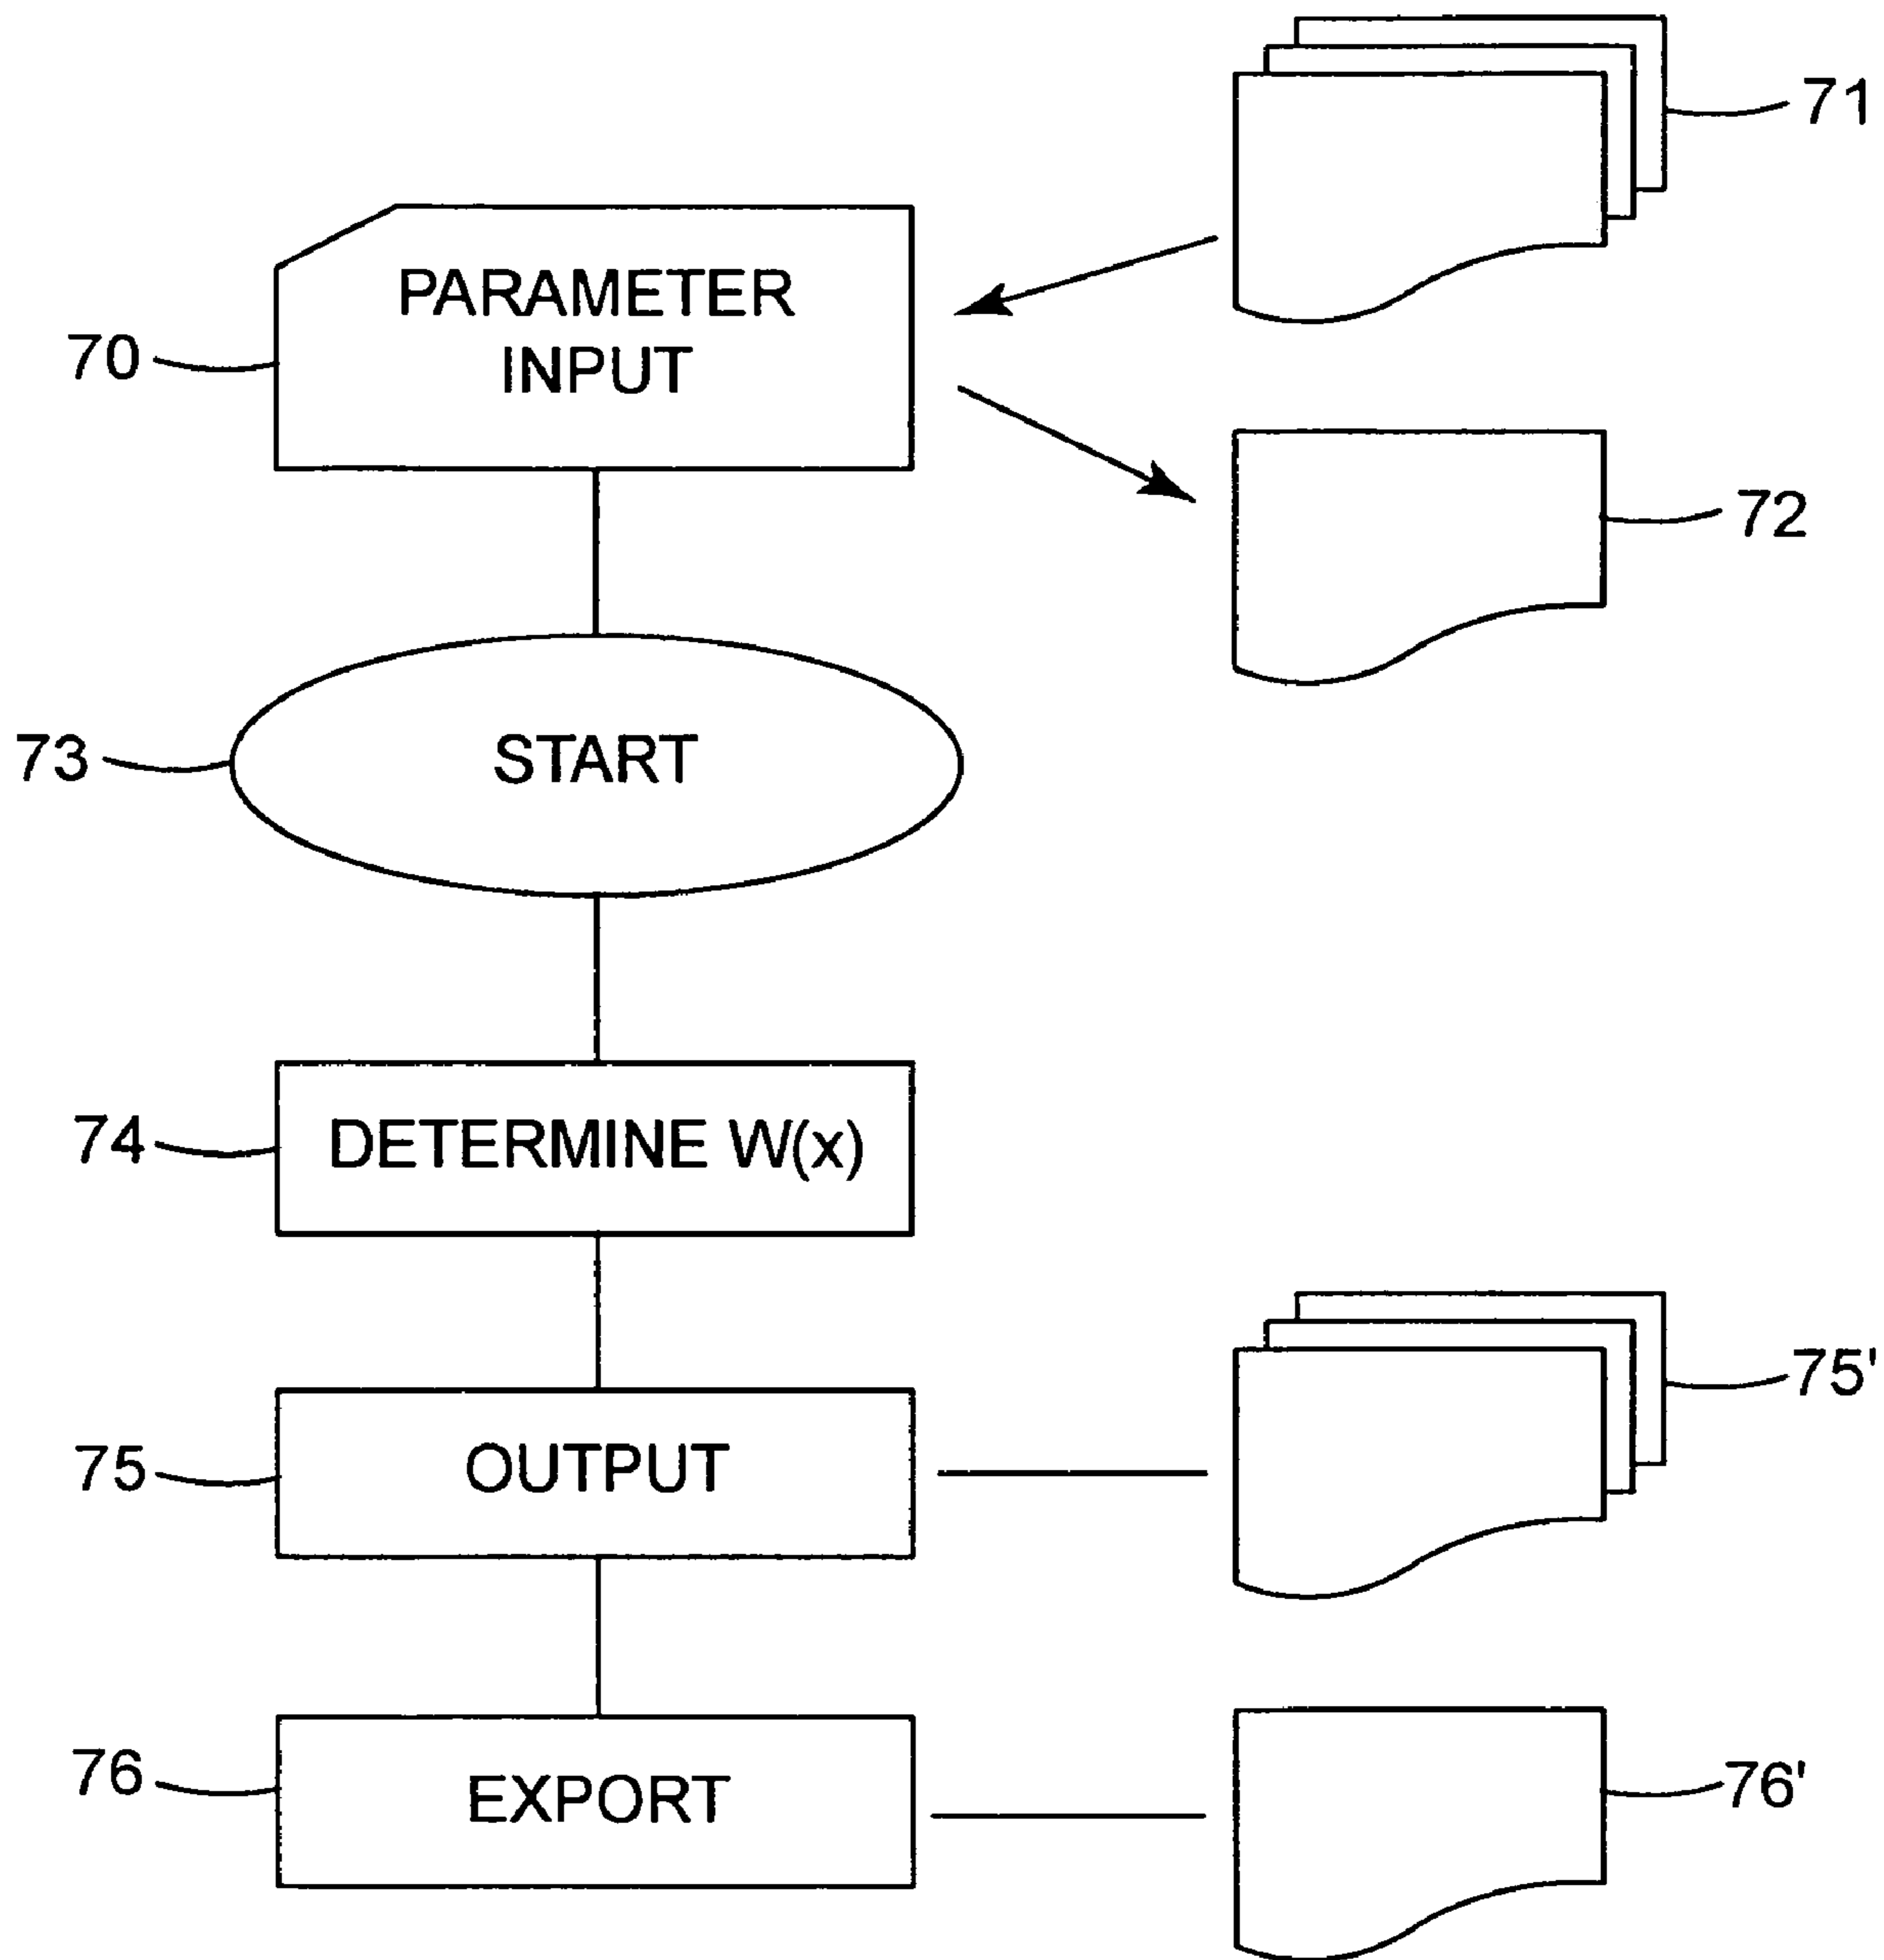 71
PARAMETER
INPUT
70
72
73
START
74
DETERMINE W(x)
75'
75
OUTPUT
76
EXPORT
76'